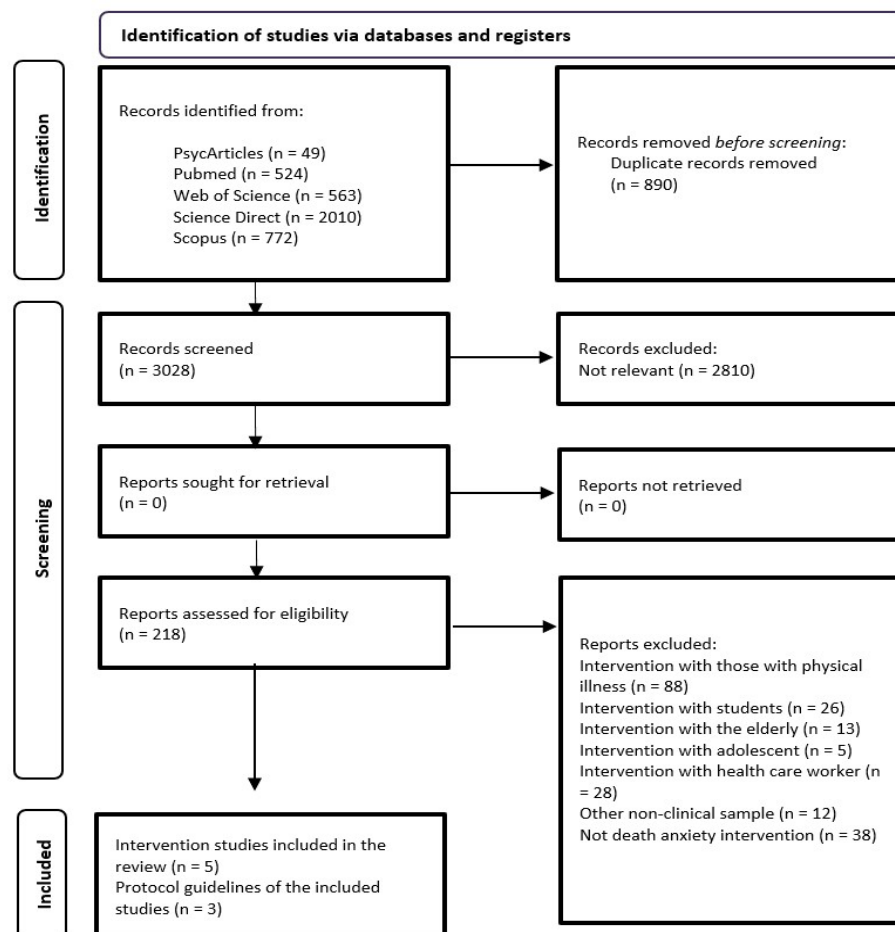 Identification of studies via databases and registers
Identification
Records identified from:
PsycArticles (n = 49)
Pubmed (n = 524)
Web of Science (n = 563)
Science Direct (n = 2010)
Scopus (n = 772)
Records removed before screening:
Duplicate records removed
(n = 890)
Screening
Records screened
(n = 3028)
Records excluded:
Not relevant (n = 2810)
Reports sought for retrieval
(n = 0)
Reports not retrieved
(n = 0)
Reports assessed for eligibility
(n = 218)
Reports excluded:
Intervention with those with physical
illness (n = 88)
Intervention with students (n = 26)
Intervention with the elderly (n = 13)
Intervention with adolescent (n = 5)
Intervention with health care worker (n
= 28)
Other non-clinical sample (n = 12)
Not death anxiety intervention (n = 38)
Included
Intervention studies included in the
review (n = 5)
Protocol guidelines of the included
studies (n = 3)